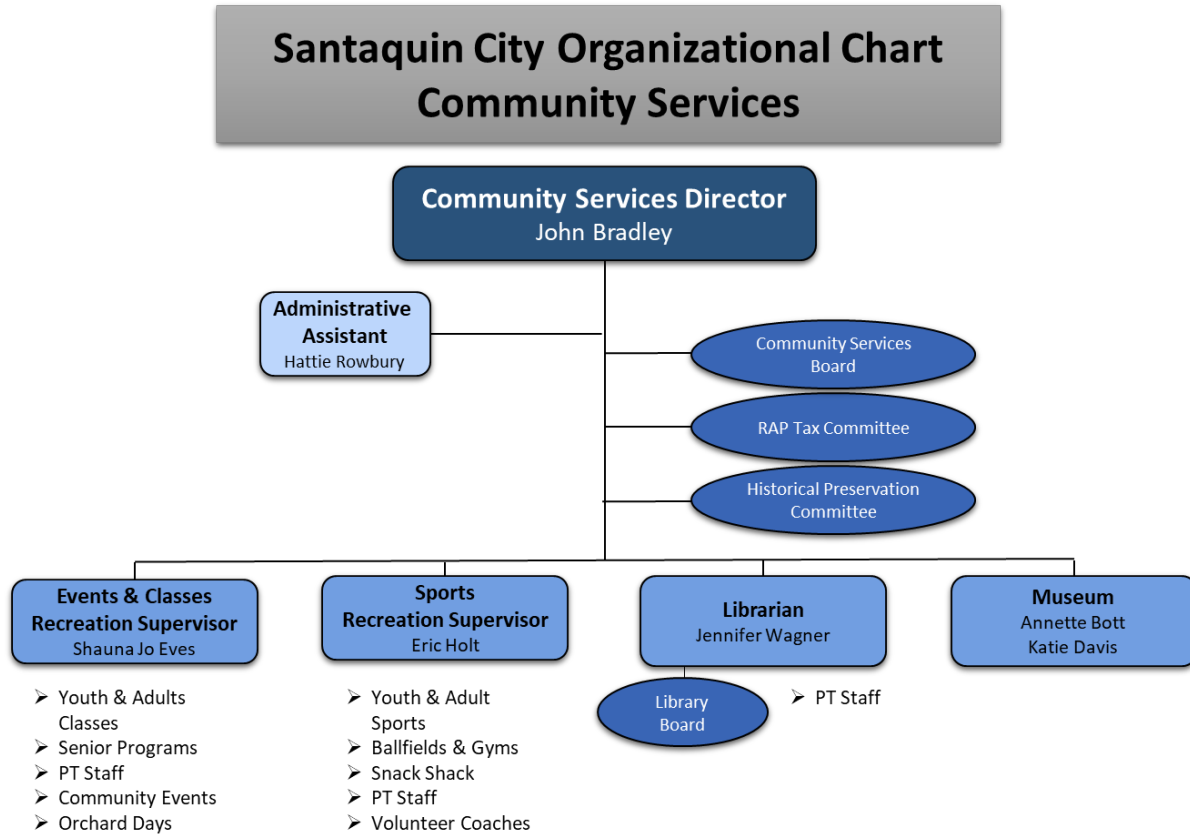 Santaquin City Organizational Chart
Community Services
Community Services Director
John Bradley
Administrative
Assistant
Hattie Rowbury
Community Services
Board
RAP Tax Committee
Historical Preservation
Committee
Events & Classes
Recreation Supervisor
Shauna Jo Eves
➢ Youth & Adults
Classes
➢ Senior Programs
➢ PT Staff
➢ Community Events
➢ Orchard Days
Sports
Recreation Supervisor
Eric Holt
➢ Youth & Adult
Sports
➢ Ballfields & Gyms
➢ Snack Shack
➢ PT Staff
➢ Volunteer Coaches
Librarian
Jennifer Wagner
Library
Board
➢ PT Staff
Museum
Annette Bott
Katie Davis